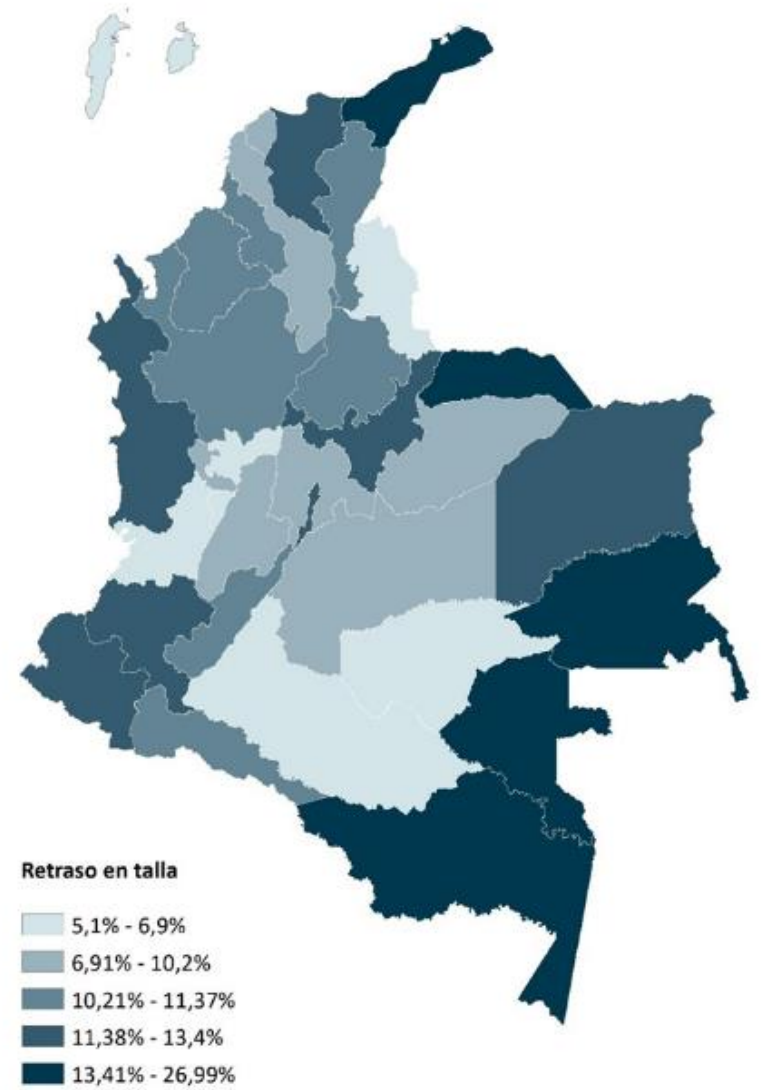 Retraso en talla
5,1% - 6,9%
6,91% - 10,2%
10,21% - 11,37%
11,38% - 13,4%
13,41% - 26,99%